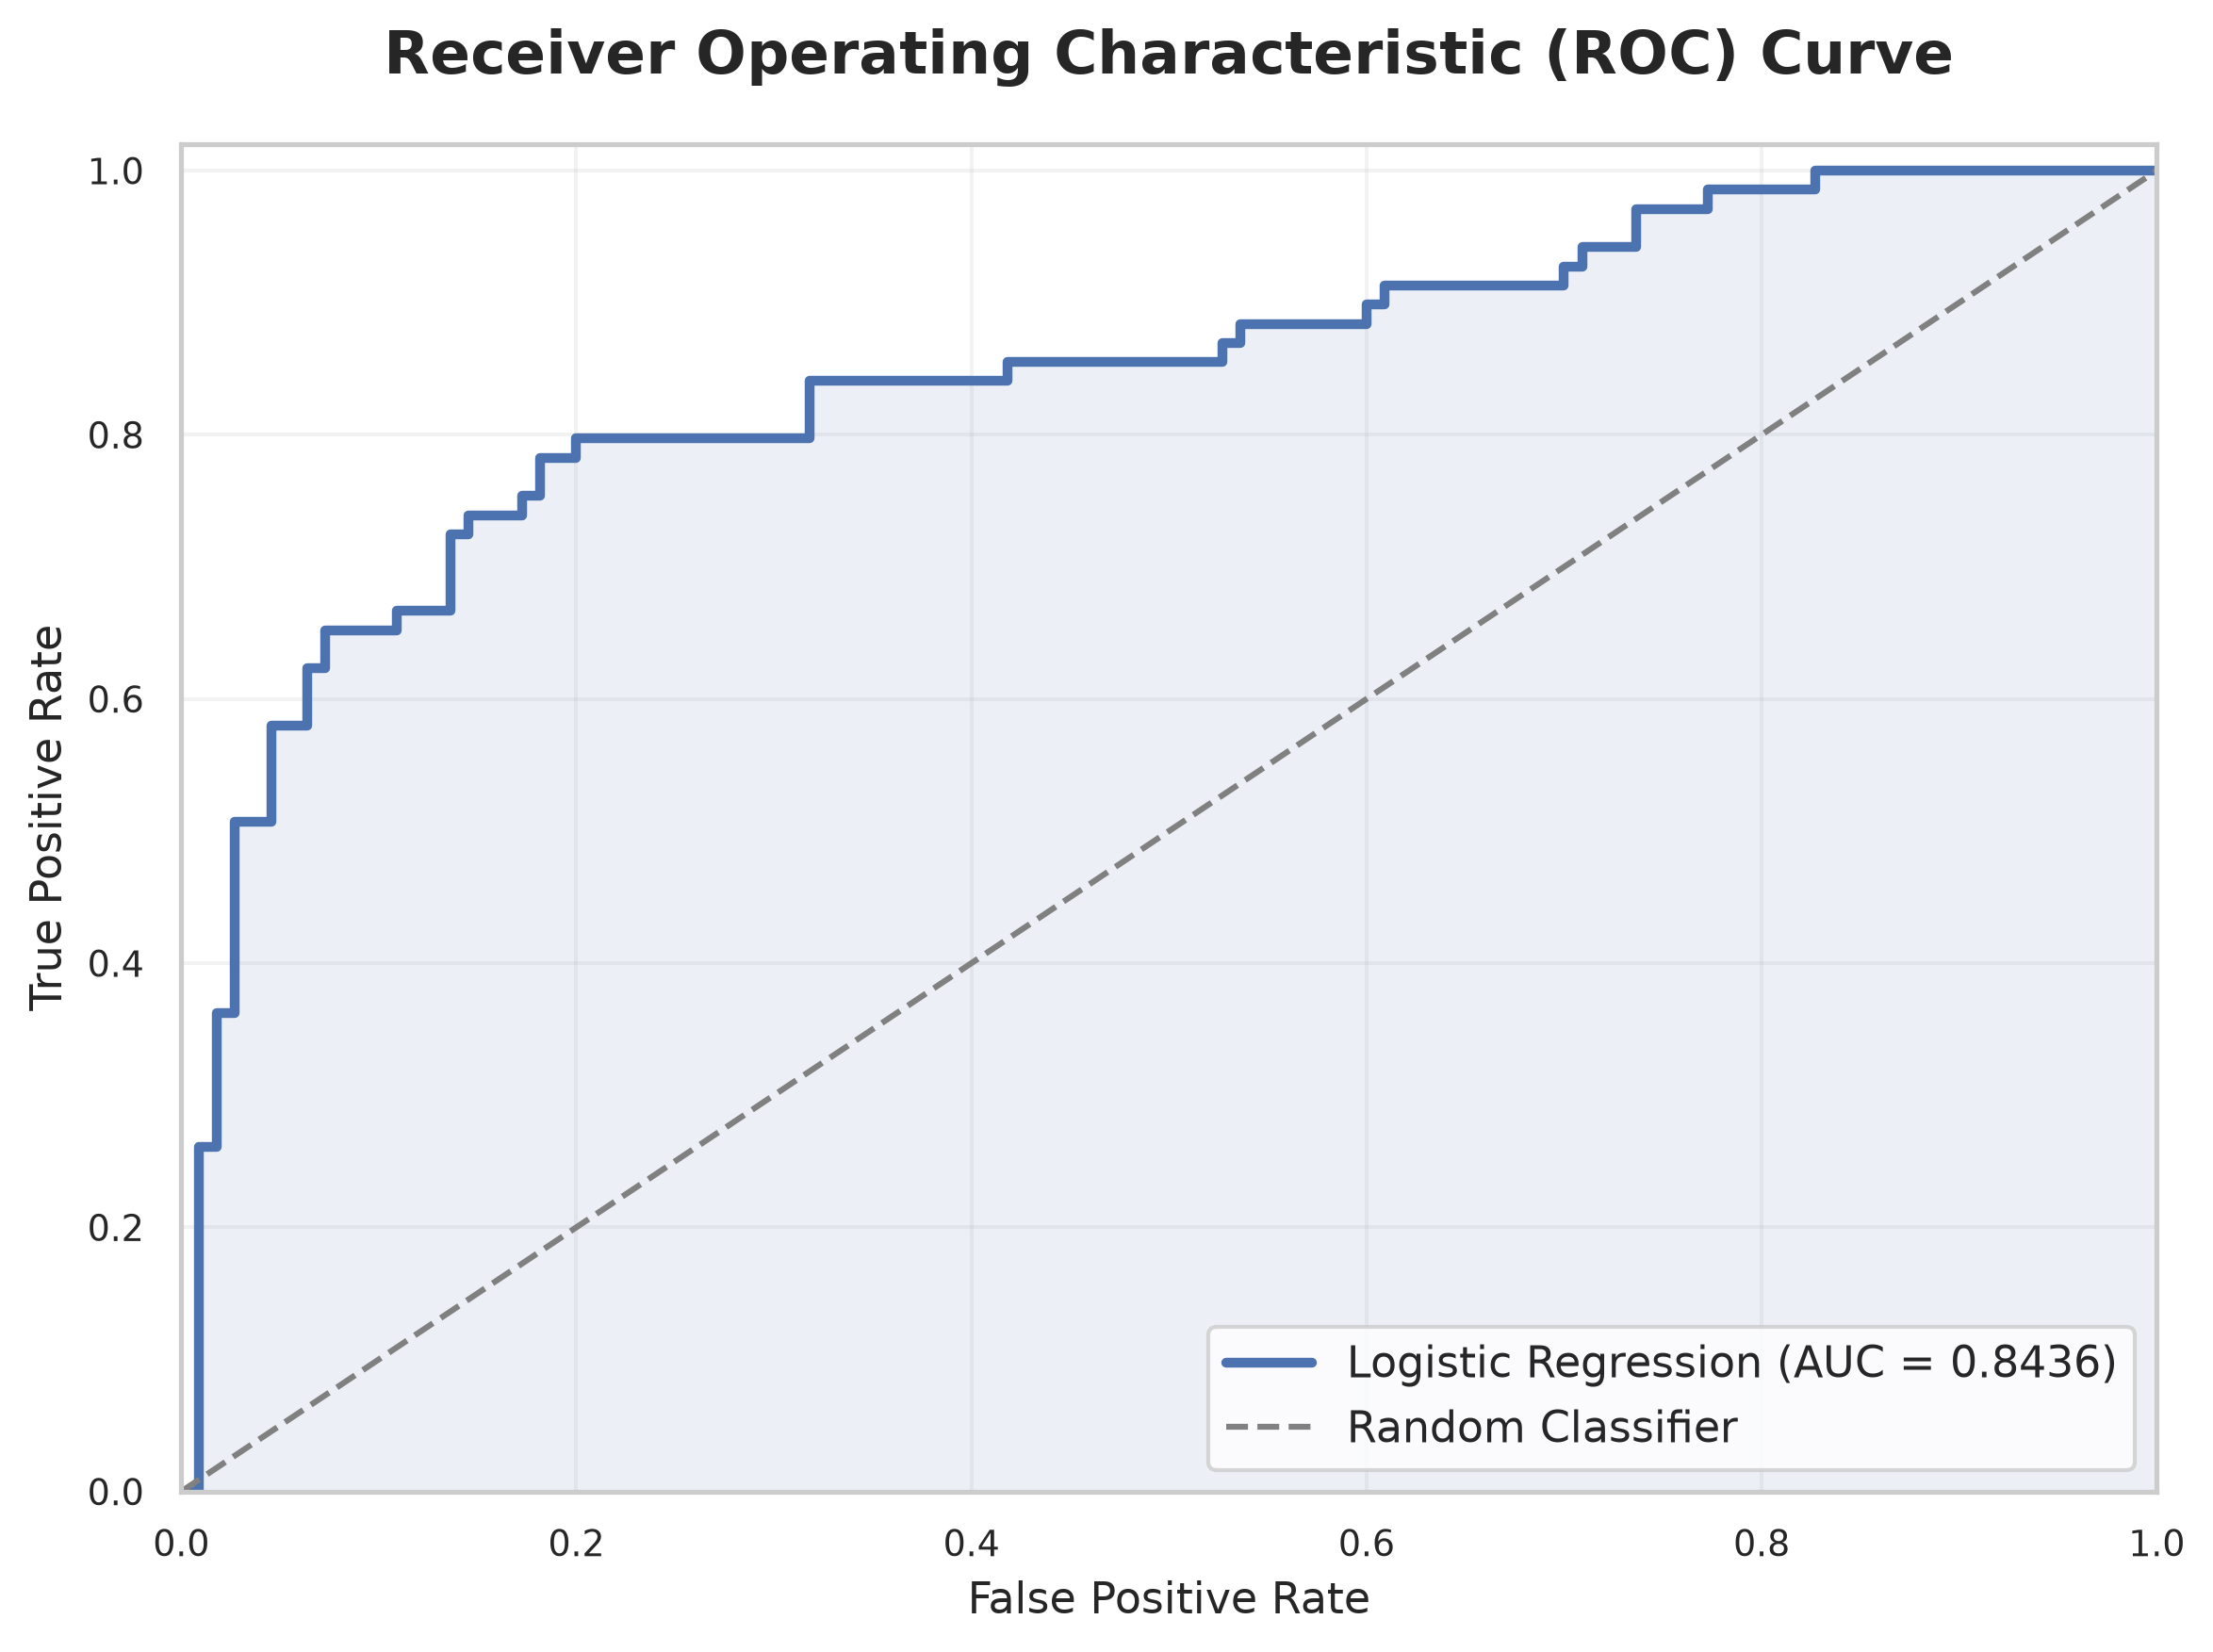 Receiver Operating Characteristic (ROC) Curve
1.0
0.8
0.6
0.4
0.2
0.0
True Positive Rate
Logistic Regression (AUC = 0.8436)
Random Classifier
0.0 0.2 0.4 0.6 0.8 1.0
False Positive Rate